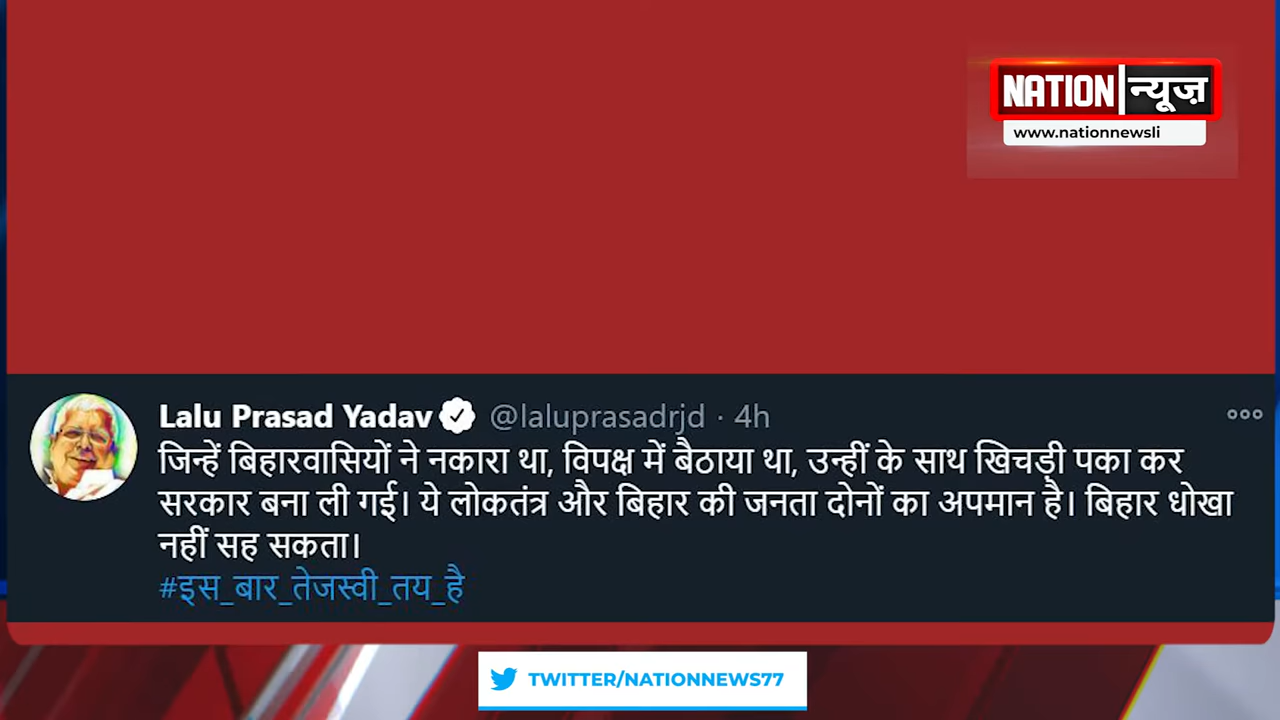 NATION न्यूज़
www.nationnewsli
Lalu Prasad Yadav @laluprasadrjd · 4h
जिन्हें बिहारवासियों ने नकारा था, विपक्ष में बैठाया था, उन्हीं के साथ खिचड़ी पका कर
सरकार बना ली गई। ये लोकतंत्र और बिहार की जनता दोनों का अपमान है। बिहार धोखा
नहीं सह सकता।
#इस_बार_तेजस्वी_तय_है
TWITTER/NATIONNEWS77